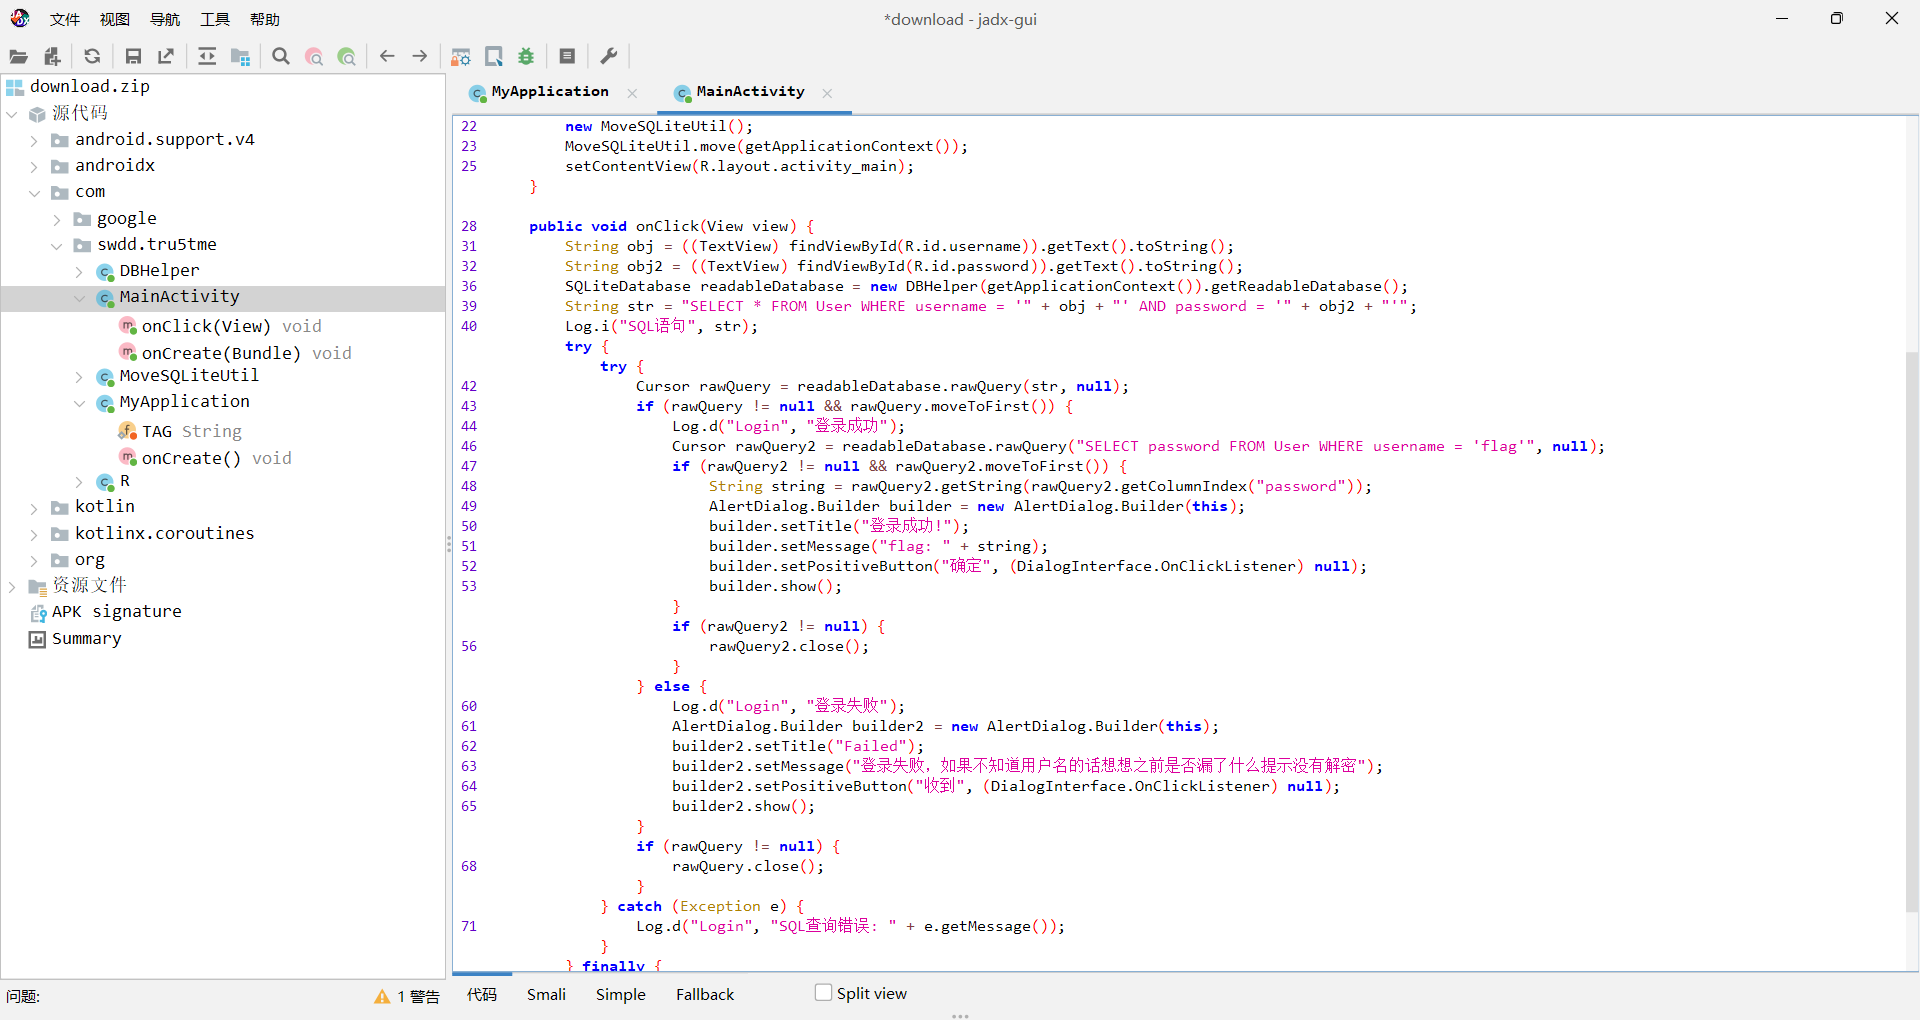 文件 视图 导航 工具 帮助 *download - jadx-gui
download.zip
源代码
android.support.v4
androidx
com
google
swdd.tru5tme
DBHelper
MainActivity
onClick(View) void
onCreate(Bundle) void
MoveSQLiteUtil
MyApplication
TAG String
onCreate() void
R
kotlin
kotlinx.coroutines
org
资源文件
APK signature
Summary
问题: 1 警告
MyApplication MainActivity
22 new MoveSQLiteUtil();
23 MoveSQLiteUtil.move(getApplicationContext());
25 setContentView(R.layout.activity_main);
}
28 public void onClick(View view) {
31 String obj = ((TextView) findViewById(R.id.username)).getText().toString();
32 String obj2 = ((TextView) findViewById(R.id.password)).getText().toString();
36 SQLiteDatabase readableDatabase = new DBHelper(getApplicationContext()).getReadableDatabase();
39 String str = "SELECT * FROM User WHERE username = '" + obj + "' AND password = '" + obj2 + "'";
40 Log.i("SQL语句", str);
try {
try {
42 Cursor rawQuery = readableDatabase.rawQuery(str, null);
43 if (rawQuery != null && rawQuery.moveToFirst()) {
44 Log.d("Login", "登录成功");
46 Cursor rawQuery2 = readableDatabase.rawQuery("SELECT password FROM User WHERE username = 'flag'", null);
47 if (rawQuery2 != null && rawQuery2.moveToFirst()) {
48 String string = rawQuery2.getString(rawQuery2.getColumnIndex("password"));
49 AlertDialog.Builder builder = new AlertDialog.Builder(this);
50 builder.setTitle("登录成功!");
51 builder.setMessage("flag: " + string);
52 builder.setPositiveButton("确定", (DialogInterface.OnClickListener) null);
53 builder.show();
}
if (rawQuery2 != null) {
56 rawQuery2.close();
}
} else {
60 Log.d("Login", "登录失败");
61 AlertDialog.Builder builder2 = new AlertDialog.Builder(this);
62 builder2.setTitle("Failed");
63 builder2.setMessage("登录失败，如果不知道用户名的话想想之前是否漏了什么提示没有解密");
64 builder2.setPositiveButton("收到", (DialogInterface.OnClickListener) null);
65 builder2.show();
}
if (rawQuery != null) {
68 rawQuery.close();
}
} catch (Exception e) {
71 Log.d("Login", "SQL查询错误: " + e.getMessage());
}
} finally {
代码 Smali Simple Fallback Split view